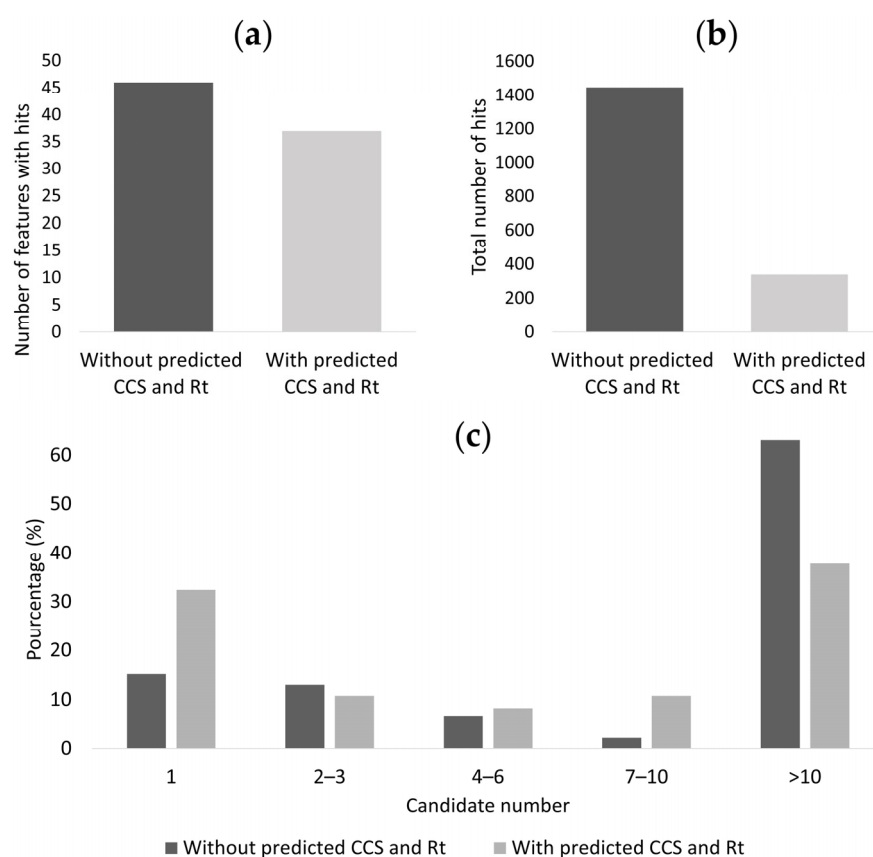 (a)
Number of features with hits
50
45
40
35
30
25
20
15
10
5
0
Without predicted
CCS and Rt
With predicted
CCS and Rt
(b)
Total number of hits
1600
1400
1200
1000
800
600
400
200
0
Without predicted
CCS and Rt
With predicted
CCS and Rt
(c)
Pourcentage (%)
60
50
40
30
20
10
0
1
2–3
4–6
7–10
>10
Candidate number
Without predicted CCS and Rt
With predicted CCS and Rt